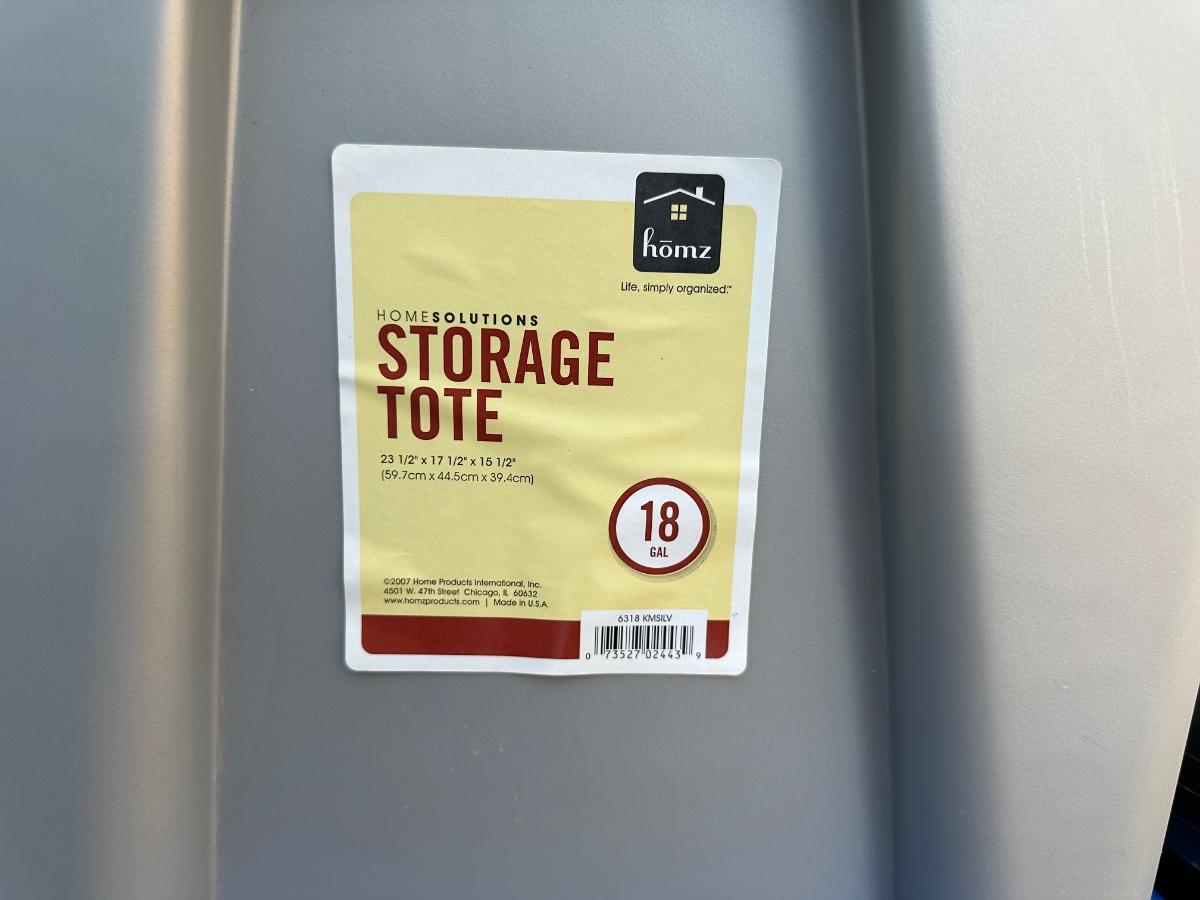 hōmz
Life, simply organized.™
HOMESOLUTIONS
STORAGE
TOTE
23 1/2" x 17 1/2" x 15 1/2"
(59.7cm x 44.5cm x 39.4cm)
18
GAL
©2007 Home Products International, Inc.
4501 W. 47th Street Chicago, IL 60632
www.homzproducts.com | Made in U.S.A.
6318 KMSILV
0 73527 02443 9